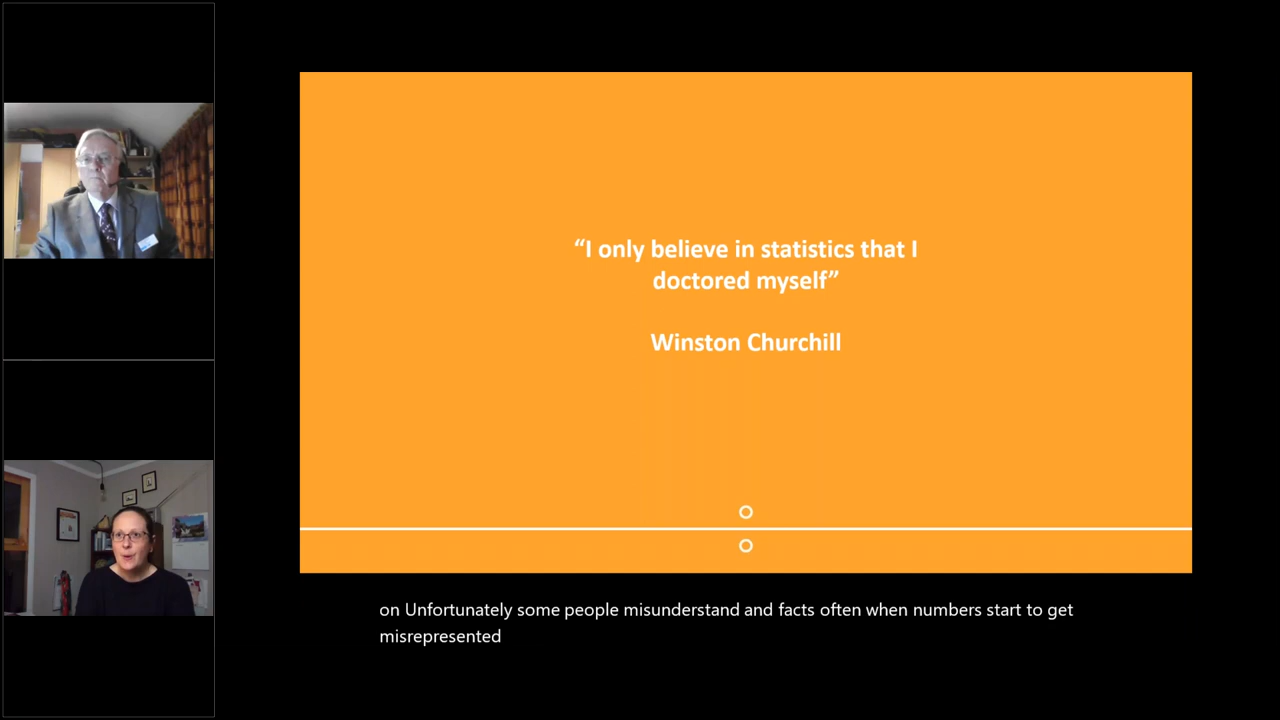 “I only believe in statistics that I
doctored myself”
Winston Churchill
on Unfortunately some people misunderstand and facts often when numbers start to get
misrepresented